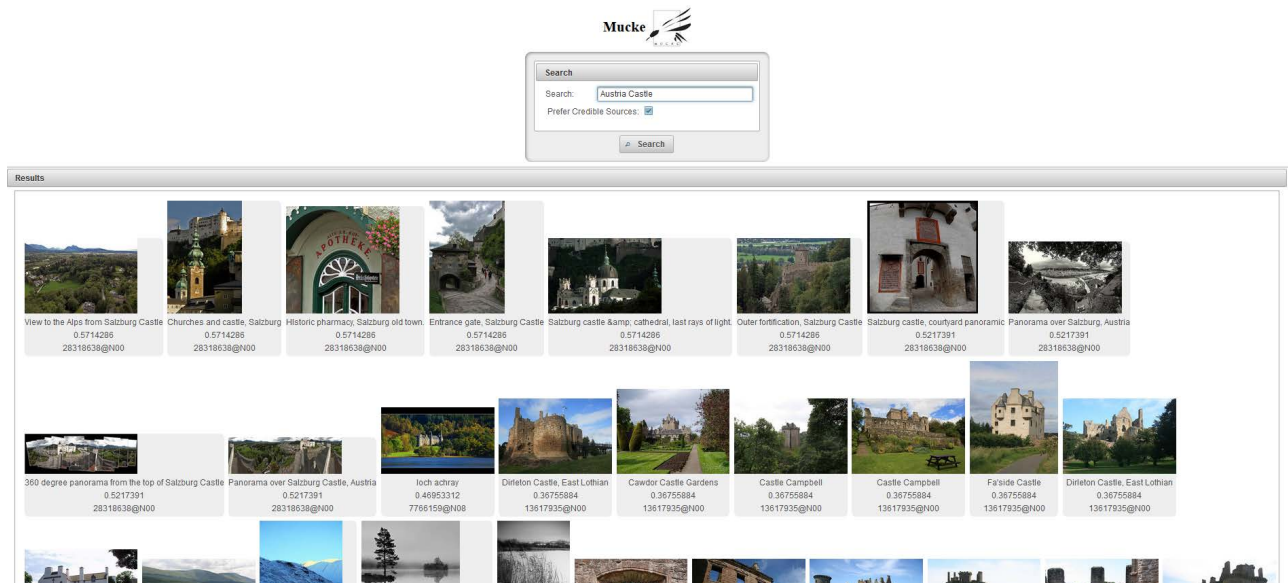 Mucke
MUCKE
Search
Search:
Austria Castle
Prefer Credible Sources:
Search
Results
APOTHEKE
View to the Alps from Salzburg Castle
0.5714286
28318638@N00
Churches and castle, Salzburg
0.5714286
28318638@N00
Historic pharmacy, Salzburg old town.
0.5714286
28318638@N00
Entrance gate, Salzburg Castle
0.5714286
28318638@N00
Salzburg castle &amp; cathedral, last rays of light.
0.5714286
28318638@N00
Outer fortification, Salzburg Castle
0.5714286
28318638@N00
Salzburg castle, courtyard panoramic
0.5217391
28318638@N00
Panorama over Salzburg, Austria
0.5217391
28318638@N00
360 degree panorama from the top of Salzburg Castle
0.5217391
28318638@N00
Panorama over Salzburg Castle, Austria
0.5217391
28318638@N00
loch achray
0.46953312
7766159@N08
Dirleton Castle, East Lothian
0.36755884
13617935@N00
Cawdor Castle Gardens
0.36755884
13617935@N00
Castle Campbell
0.36755884
13617935@N00
Castle Campbell
0.36755884
13617935@N00
Fa'side Castle
0.36755884
13617935@N00
Dirleton Castle, East Lothian
0.36755884
13617935@N00